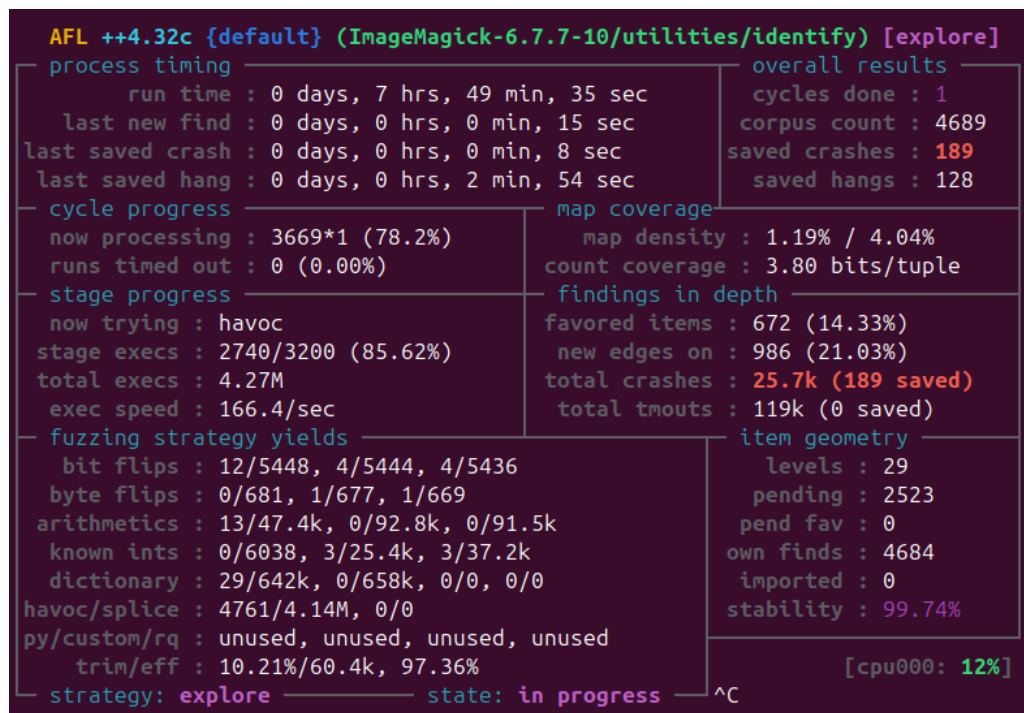 AFL ++4.32c {default} (ImageMagick-6.7.7-10/utilities/identify) [explore]
process timing overall results
run time : 0 days, 7 hrs, 49 min, 35 sec cycles done : 1
last new find : 0 days, 0 hrs, 0 min, 15 sec corpus count : 4689
last saved crash : 0 days, 0 hrs, 0 min, 8 sec saved crashes : 189
last saved hang : 0 days, 0 hrs, 2 min, 54 sec saved hangs : 128
cycle progress map coverage
now processing : 3669*1 (78.2%) map density : 1.19% / 4.04%
runs timed out : 0 (0.00%) count coverage : 3.80 bits/tuple
stage progress findings in depth
now trying : havoc favored items : 672 (14.33%)
stage execs : 2740/3200 (85.62%) new edges on : 986 (21.03%)
total execs : 4.27M total crashes : 25.7k (189 saved)
exec speed : 166.4/sec total tmouts : 119k (0 saved)
fuzzing strategy yields item geometry
bit flips : 12/5448, 4/5444, 4/5436 levels : 29
byte flips : 0/681, 1/677, 1/669 pending : 2523
arithmetics : 13/47.4k, 0/92.8k, 0/91.5k pend fav : 0
known ints : 0/6038, 3/25.4k, 3/37.2k own finds : 4684
dictionary : 29/642k, 0/658k, 0/0, 0/0 imported : 0
havoc/splice : 4761/4.14M, 0/0 stability : 99.74%
py/custom/rq : unused, unused, unused, unused
trim/eff : 10.21%/60.4k, 97.36% [cpu000: 12%]
strategy: explore state: in progress ^C